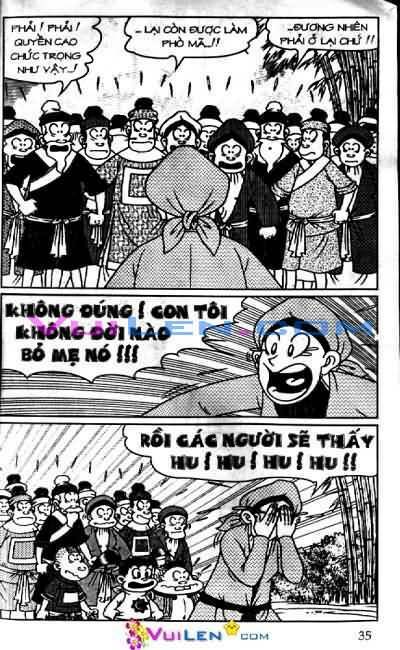 PHẢI! PHẢI!
QUYỀN CAO
CHỨC TRỌNG
NHƯ VẬY..!
..LẠI CÒN ĐƯỢC LÀM
PHÒ MÃ..!!
..ĐƯƠNG NHIÊN
PHẢI Ở LẠI CHỨ!!
KHÔNG ĐÚNG! CON TÔI
KHÔNG ĐỜI NÀO
BỎ MẸ NÓ!!!
VUILEN.COM
RỒI CÁC NGƯỜI SẼ THẤY
HU! HU! HU! HU!!
35
VUILEN.COM